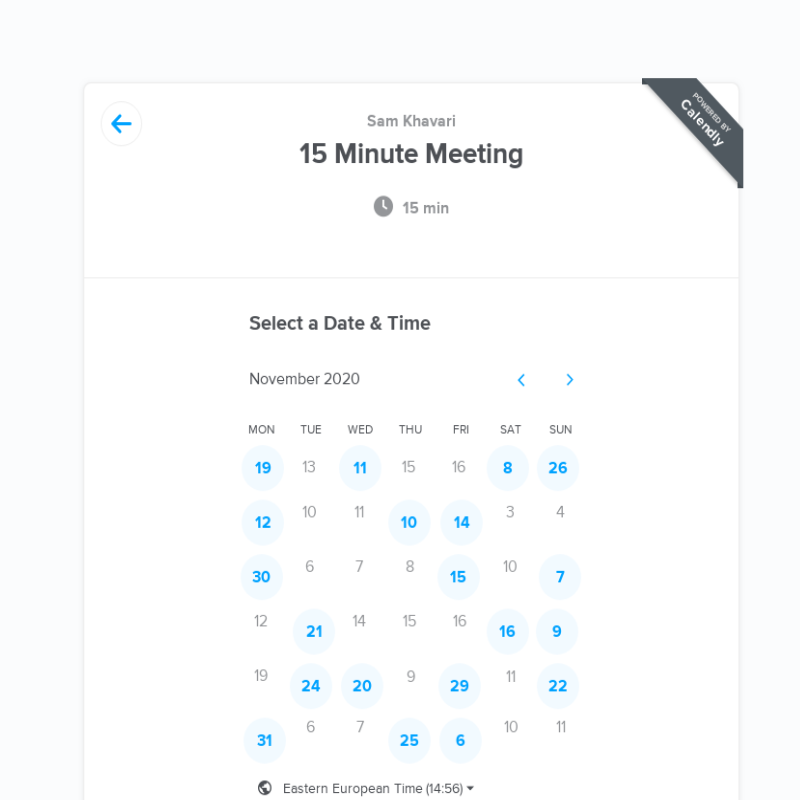 POWERED BY
Calendly
Sam Khavari
15 Minute Meeting
15 min
Select a Date & Time
November 2020
MON TUE WED THU FRI SAT SUN
19 13 11 15 16 8 26
12 10 11 10 14 3 4
30 6 7 8 15 10 7
12 21 14 15 16 16 9
19 24 20 9 29 11 22
31 6 7 25 6 10 11
Eastern European Time (14:56)